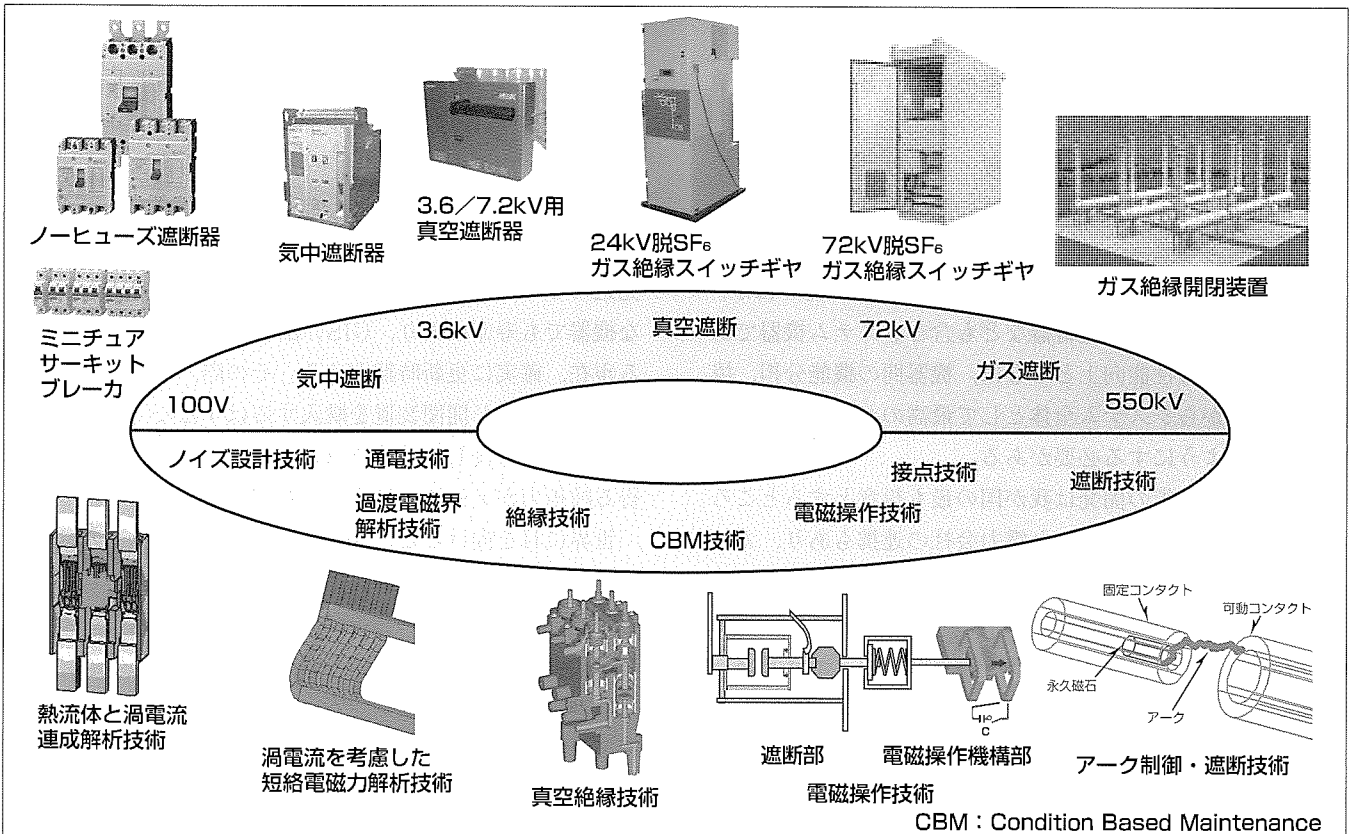 ノーヒューズ遮断器
気中遮断器
3.6／7.2kV用
真空遮断器
24kV脱SF₆
ガス絶縁スイッチギヤ
72kV脱SF₆
ガス絶縁スイッチギヤ
ガス絶縁開閉装置
ミニチュア
サーキット
ブレーカ
100V
気中遮断
3.6kV
真空遮断
72kV
ガス遮断
550kV
ノイズ設計技術
通電技術
過渡電磁界
解析技術
絶縁技術
CBM技術
電磁操作技術
接点技術
遮断技術
熱流体と渦電流
連成解析技術
渦電流を考慮した
短絡電磁力解析技術
真空絶縁技術
遮断部
電磁操作機構部
電磁操作技術
固定コンタクト
可動コンタクト
永久磁石
アーク
アーク制御・遮断技術
CBM：Condition Based Maintenance